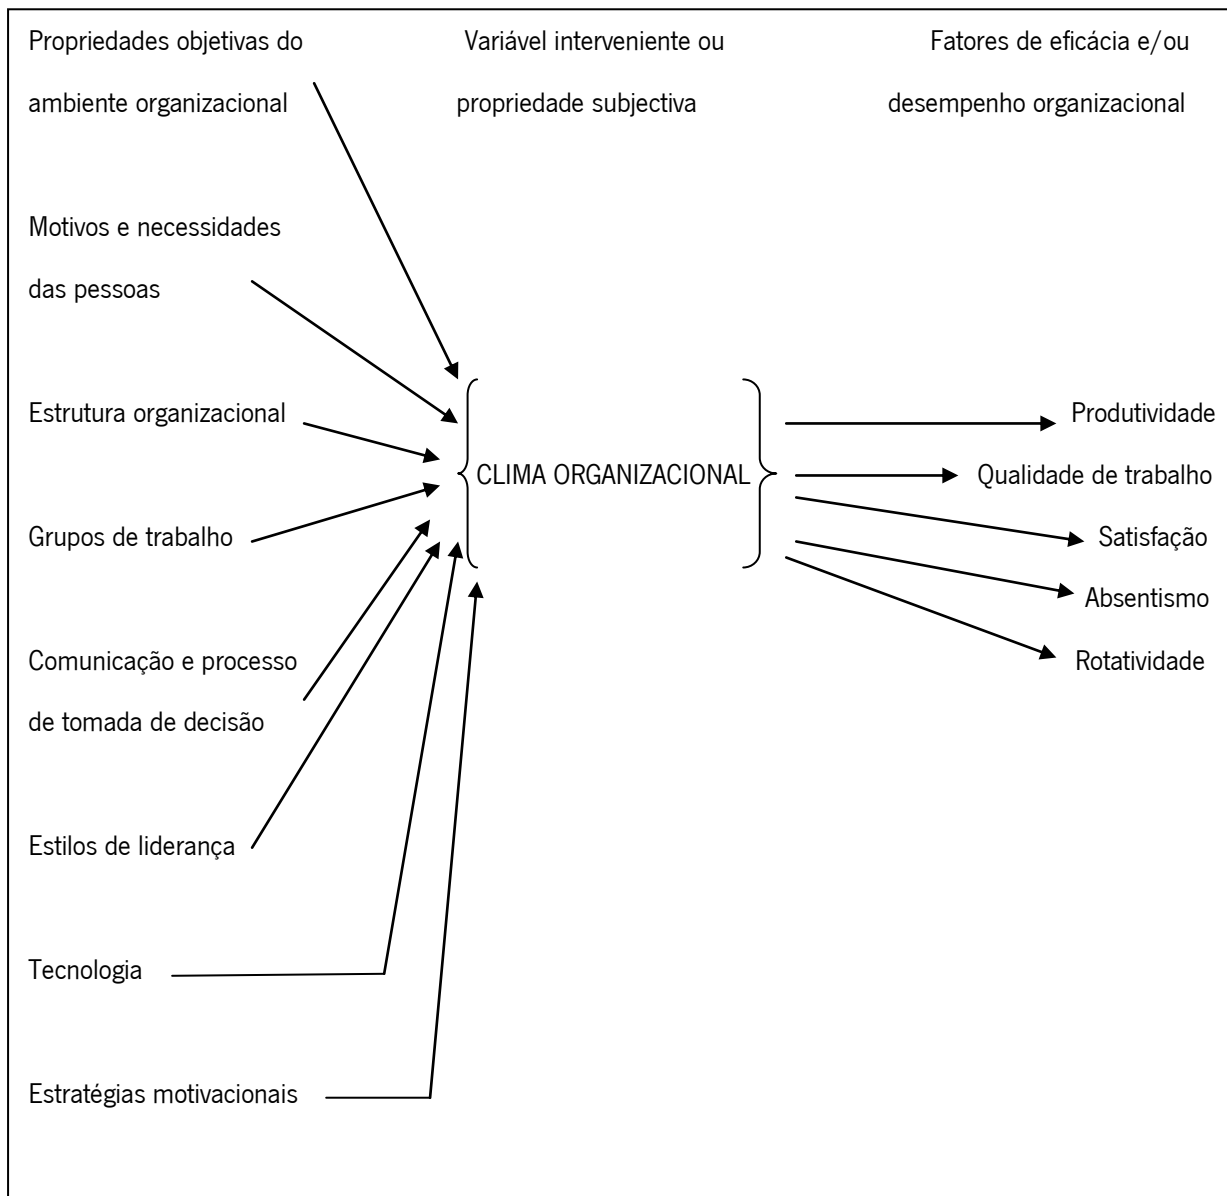 Propriedades objetivas do
ambiente organizacional
Variável interveniente ou
propriedade subjectiva
Fatores de eficácia e/ou
desempenho organizacional
Motivos e necessidades
das pessoas
Estrutura organizacional
Grupos de trabalho
Comunicação e processo
de tomada de decisão
Estilos de liderança
Tecnologia
Estratégias motivacionais
CLIMA ORGANIZACIONAL
Produtividade
Qualidade de trabalho
Satisfação
Absentismo
Rotatividade